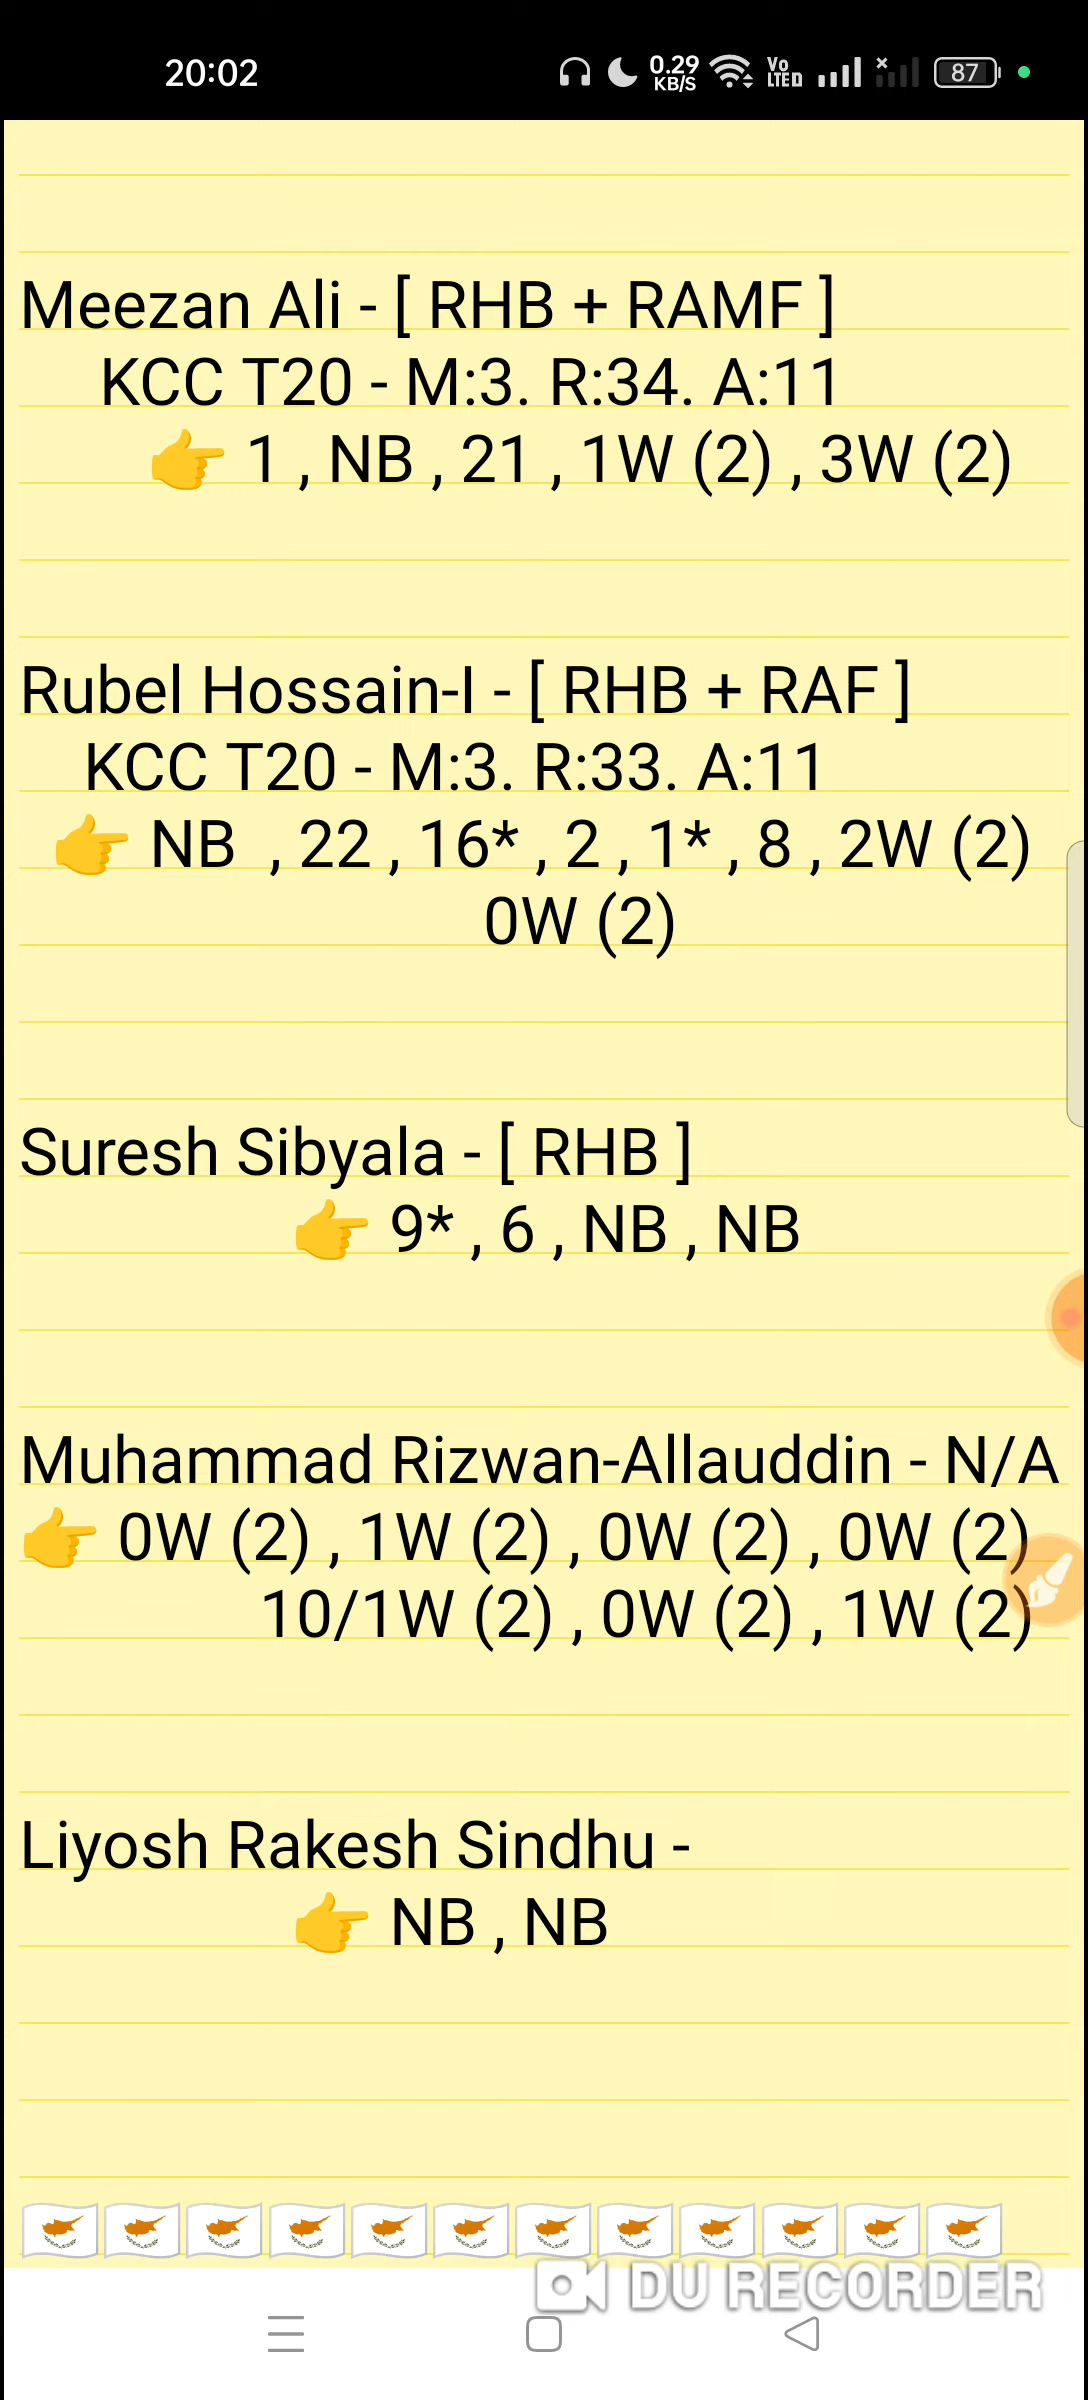 20:02 0.29 KB/S Vo LTED 87
Meezan Ali - [ RHB + RAMF ]
KCC T20 - M:3. R:34. A:11
👉 1 , NB , 21 , 1W (2) , 3W (2)
Rubel Hossain-I - [ RHB + RAF ]
KCC T20 - M:3. R:33. A:11
👉 NB , 22 , 16* , 2 , 1* , 8 , 2W (2)
0W (2)
Suresh Sibyala - [ RHB ]
👉 9* , 6 , NB , NB
Muhammad Rizwan-Allauddin - N/A
👉 0W (2) , 1W (2) , 0W (2) , 0W (2)
10/1W (2) , 0W (2) , 1W (2)
Liyosh Rakesh Sindhu -
👉 NB , NB
🇨🇾🇨🇾🇨🇾🇨🇾🇨🇾🇨🇾🇨🇾🇨🇾🇨🇾🇨🇾🇨🇾🇨🇾
DU RECORDER